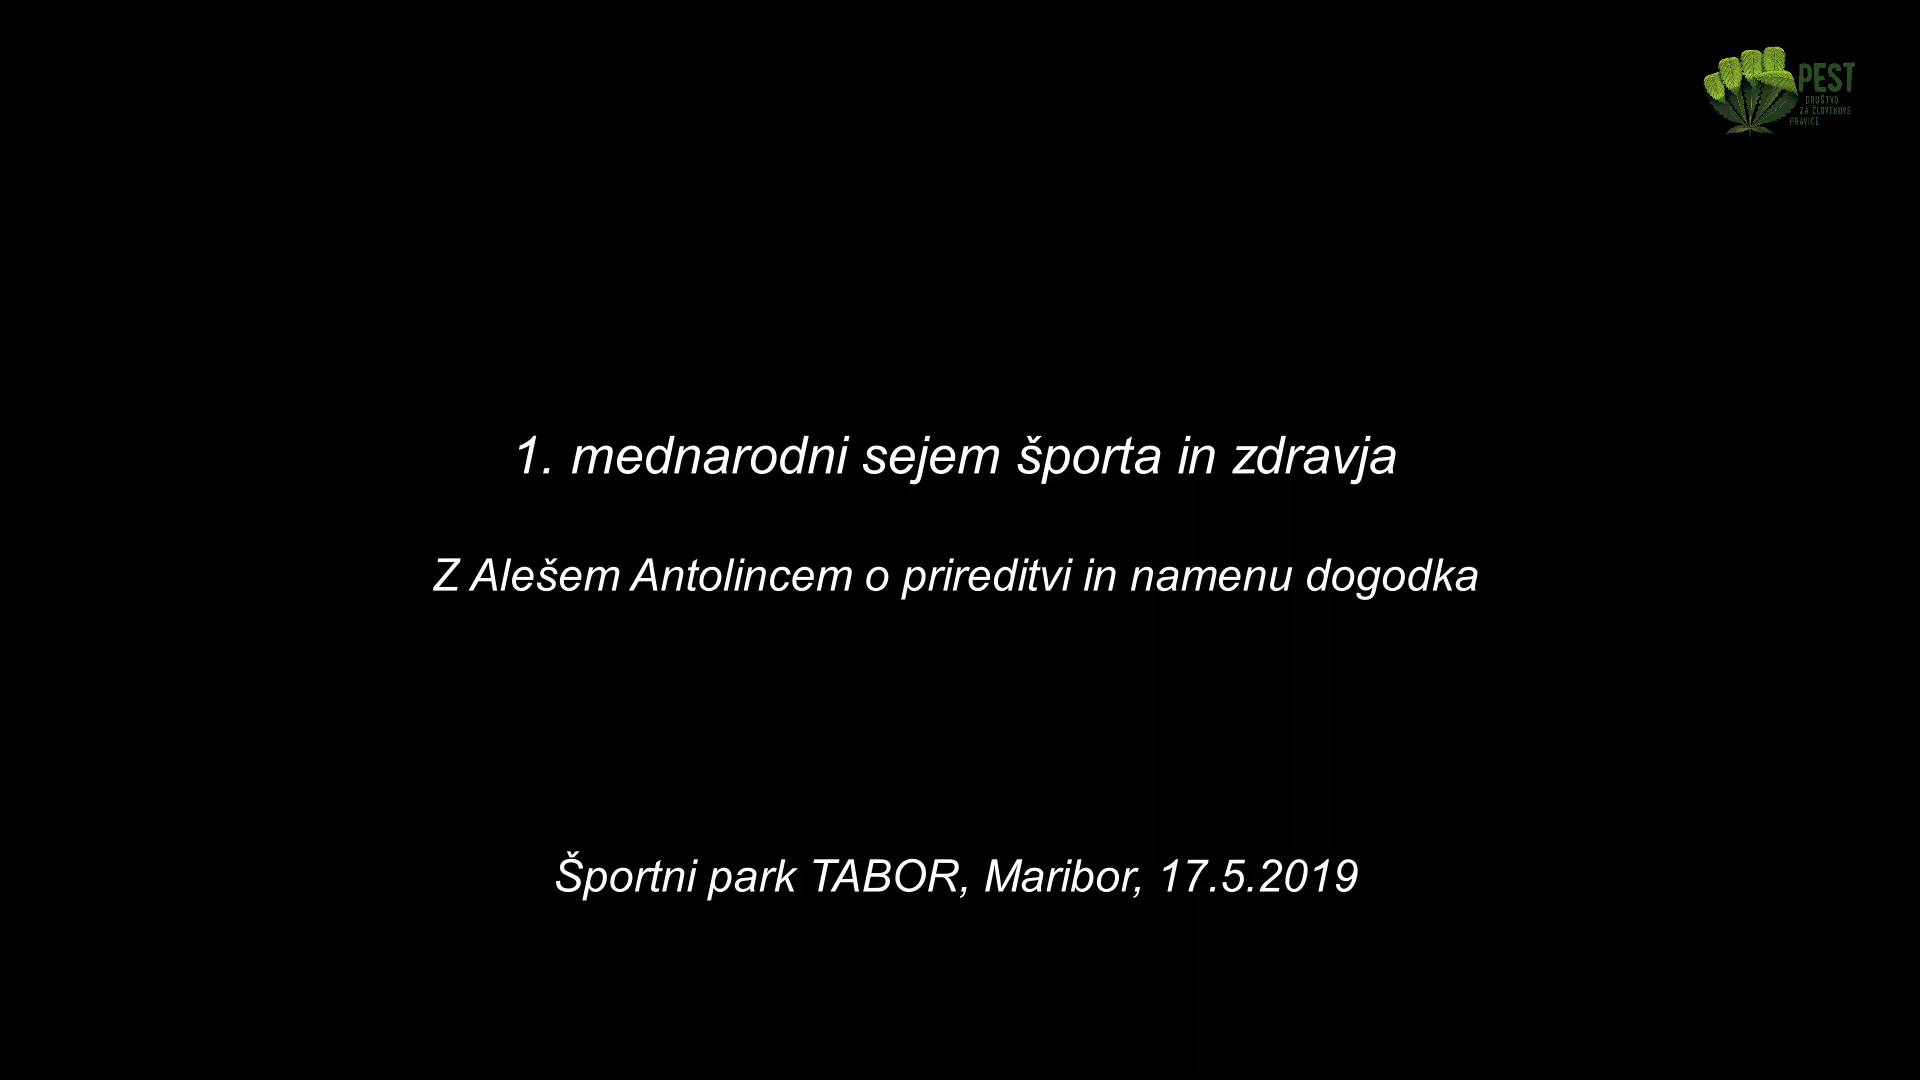 PEST
DRUŠTVO
ZA ČLOVEKOVE
PRAVICE
1. mednarodni sejem športa in zdravja
Z Alešem Antolincem o prireditvi in namenu dogodka
Športni park TABOR, Maribor, 17.5.2019